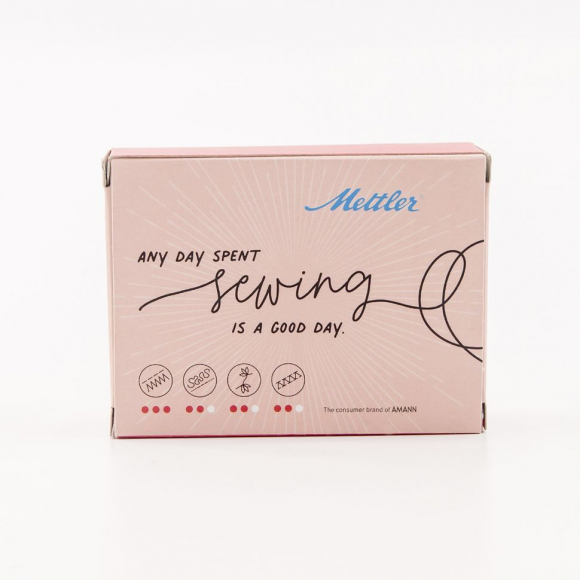 Mettler
ANY DAY SPENT
sewing
IS A GOOD DAY.
The consumer brand of AMANN